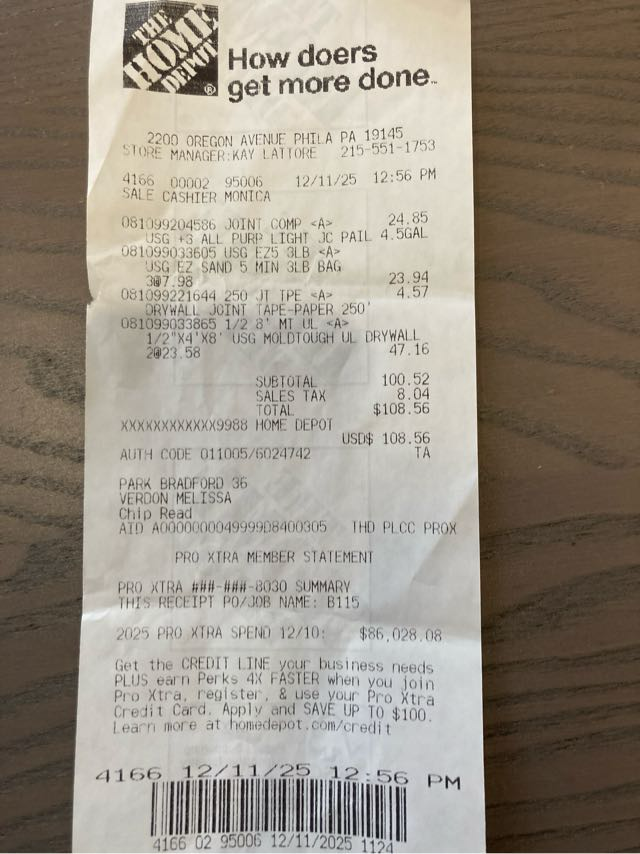 THE
HOME
DEPOT
®
How doers
get more done™
2200 OREGON AVENUE PHILA PA 19145
STORE MANAGER:KAY LATTORE 215-551-1753
4166 00002 95006 12/11/25 12:56 PM
SALE CASHIER MONICA
081099204586 JOINT COMP <A> 24.85
USG +3 ALL PURP LIGHT JC PAIL 4.5GAL
081099033605 USG EZ5 3LB <A>
USG EZ SAND 5 MIN 3LB BAG
3@7.98 23.94
081099221644 250 JT TPE <A> 4.57
DRYWALL JOINT TAPE-PAPER 250'
081099033865 1/2 8' MT UL <A>
1/2"X4'X8' USG MOLDTOUGH UL DRYWALL
2@23.58 47.16
SUBTOTAL 100.52
SALES TAX 8.04
TOTAL $108.56
XXXXXXXXXXXX9988 HOME DEPOT
USD$ 108.56
AUTH CODE 011005/6024742 TA
PARK BRADFORD 36
VERDON MELISSA
Chip Read
AID A0000000049999D8400305 THD PLCC PROX
PRO XTRA MEMBER STATEMENT
PRO XTRA ###-###-8030 SUMMARY
THIS RECEIPT PO/JOB NAME: B115
2025 PRO XTRA SPEND 12/10: $86,028.08
Get the CREDIT LINE your business needs
PLUS earn Perks 4X FASTER when you join
Pro Xtra, register, & use your Pro Xtra
Credit Card. Apply and SAVE UP TO $100.
Learn more at homedepot.com/credit
4166 12/11/25 12:56 PM
4166 02 95006 12/11/2025 1124